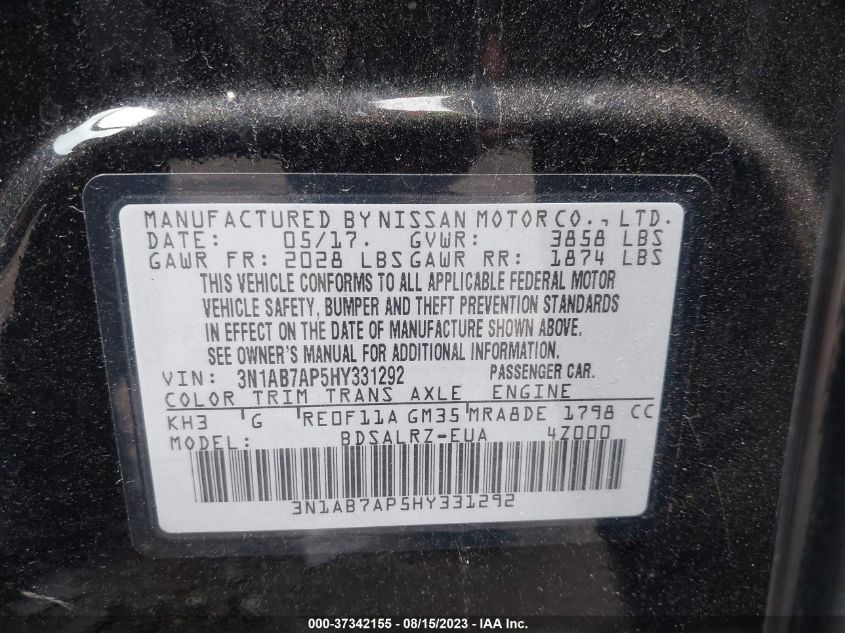 MANUFACTURED BY NISSAN MOTOR CO., LTD.
DATE: 05/17. GVWR: 3858 LBS
GAWR FR: 2028 LBS GAWR RR: 1874 LBS
THIS VEHICLE CONFORMS TO ALL APPLICABLE FEDERAL MOTOR
VEHICLE SAFETY, BUMPER AND THEFT PREVENTION STANDARDS
IN EFFECT ON THE DATE OF MANUFACTURE SHOWN ABOVE.
SEE OWNER'S MANUAL FOR ADDITIONAL INFORMATION.
VIN: 3N1AB7AP5HY331292 PASSENGER CAR.
COLOR TRIM TRANS AXLE ENGINE
KH3 G RE0F11A GM35 MRA8DE 1798 CC
MODEL: BDSALRZ-EUA 4Z000
3N1AB7AP5HY331292
000-37342155 - 08/15/2023 - IAA Inc.